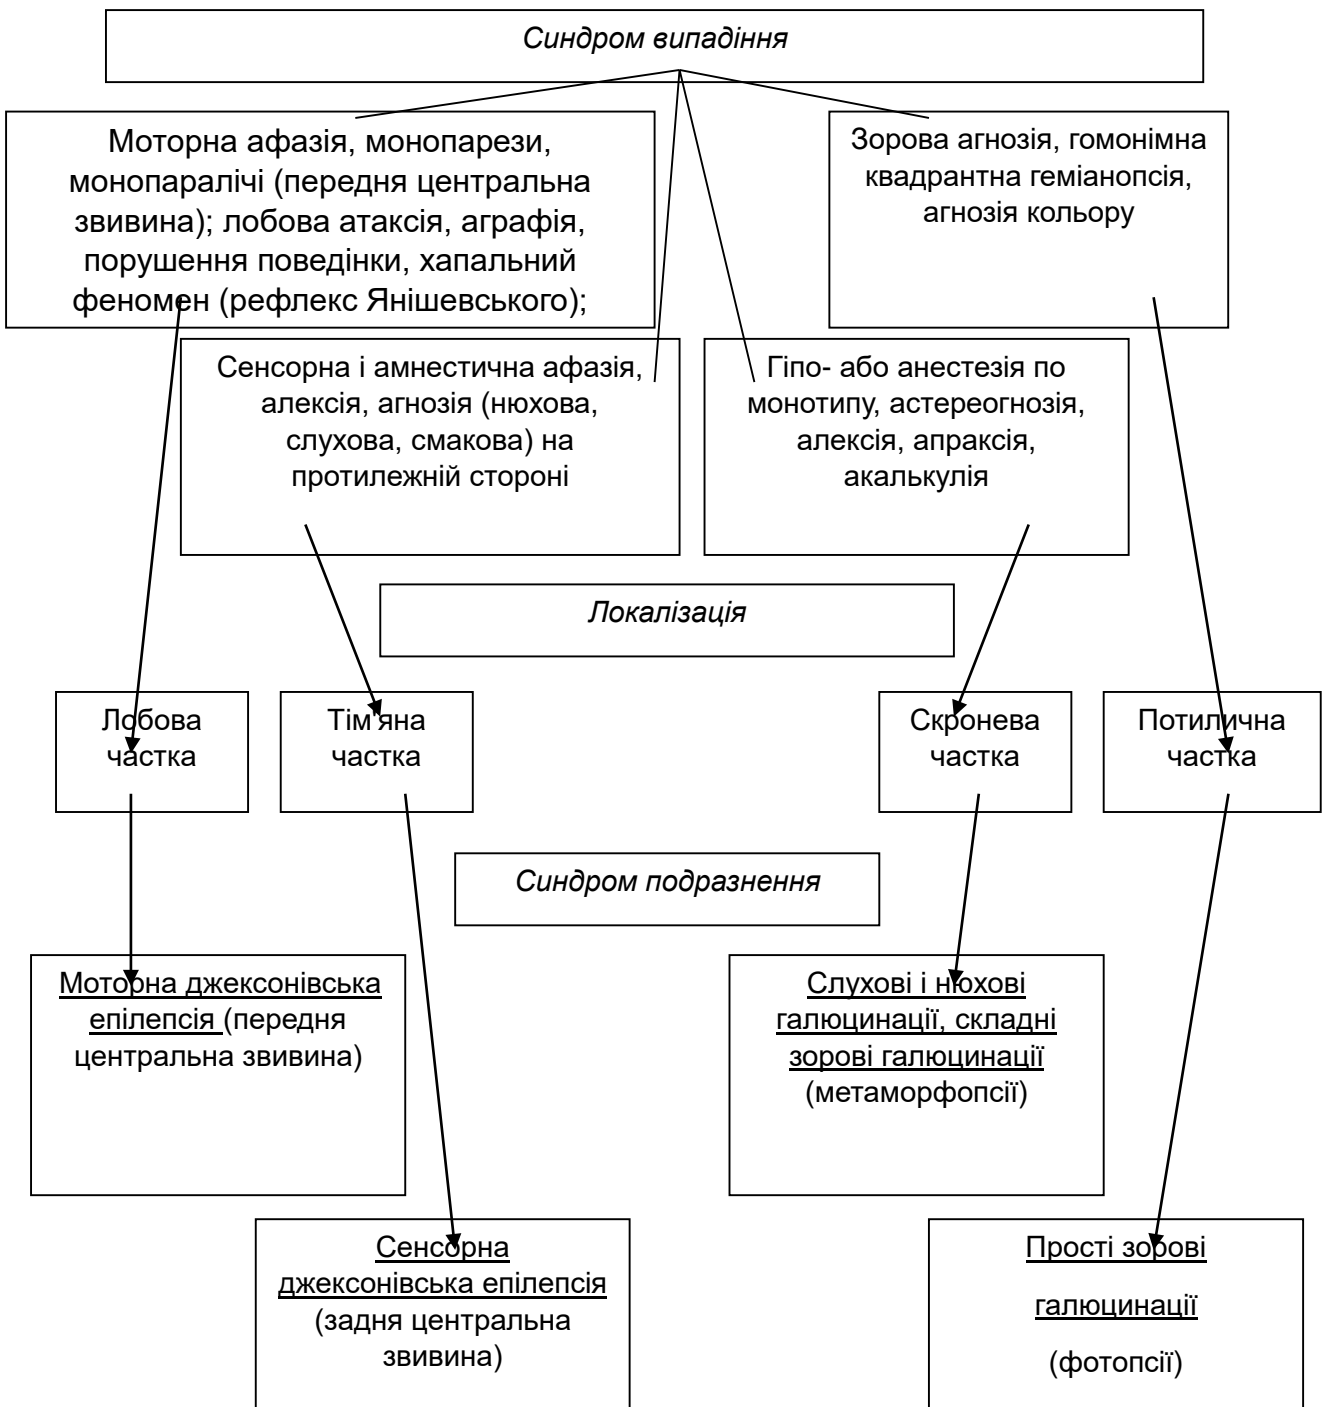 Синдром випадіння
Моторна афазія, монопарези,
монопаралічі (передня центральна
звивина); лобова атаксія, аграфія,
порушення поведінки, хапальний
феномен (рефлекс Янішевського);
Зорова агнозія, гомонімна
квадрантна геміанопсія,
агнозія кольору
Сенсорна і амнестична афазія,
алексія, агнозія (нюхова,
слухова, смакова) на
протилежній стороні
Гіпо- або анестезія по
монотипу, астереогнозія,
алексія, апраксія,
акалькулія
Локалізація
Лобова
частка
Тім'яна
частка
Скронева
частка
Потилична
частка
Синдром подразнення
Моторна джексонівська
епілепсія (передня
центральна звивина)
Слухові і нюхові
галюцинації, складні
зорові галюцинації
(метаморфопсії)
Сенсорна
джексонівська епілепсія
(задня центральна
звивина)
Прості зорові
галюцинації
(фотопсії)